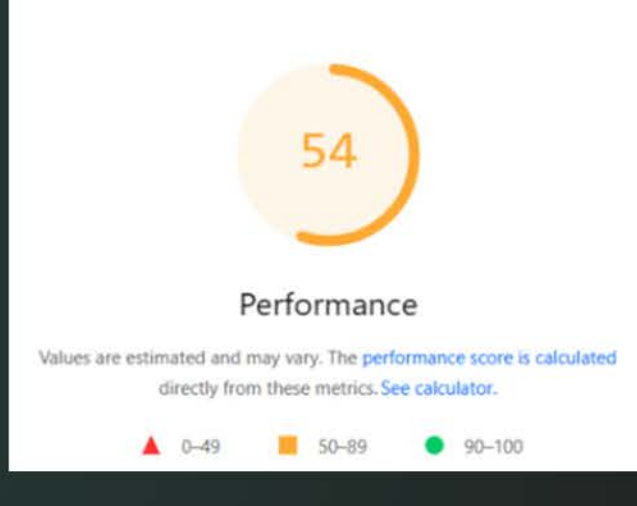 54
Performance
Values are estimated and may vary. The performance score is calculated
directly from these metrics. See calculator.
0–49 50–89 90–100